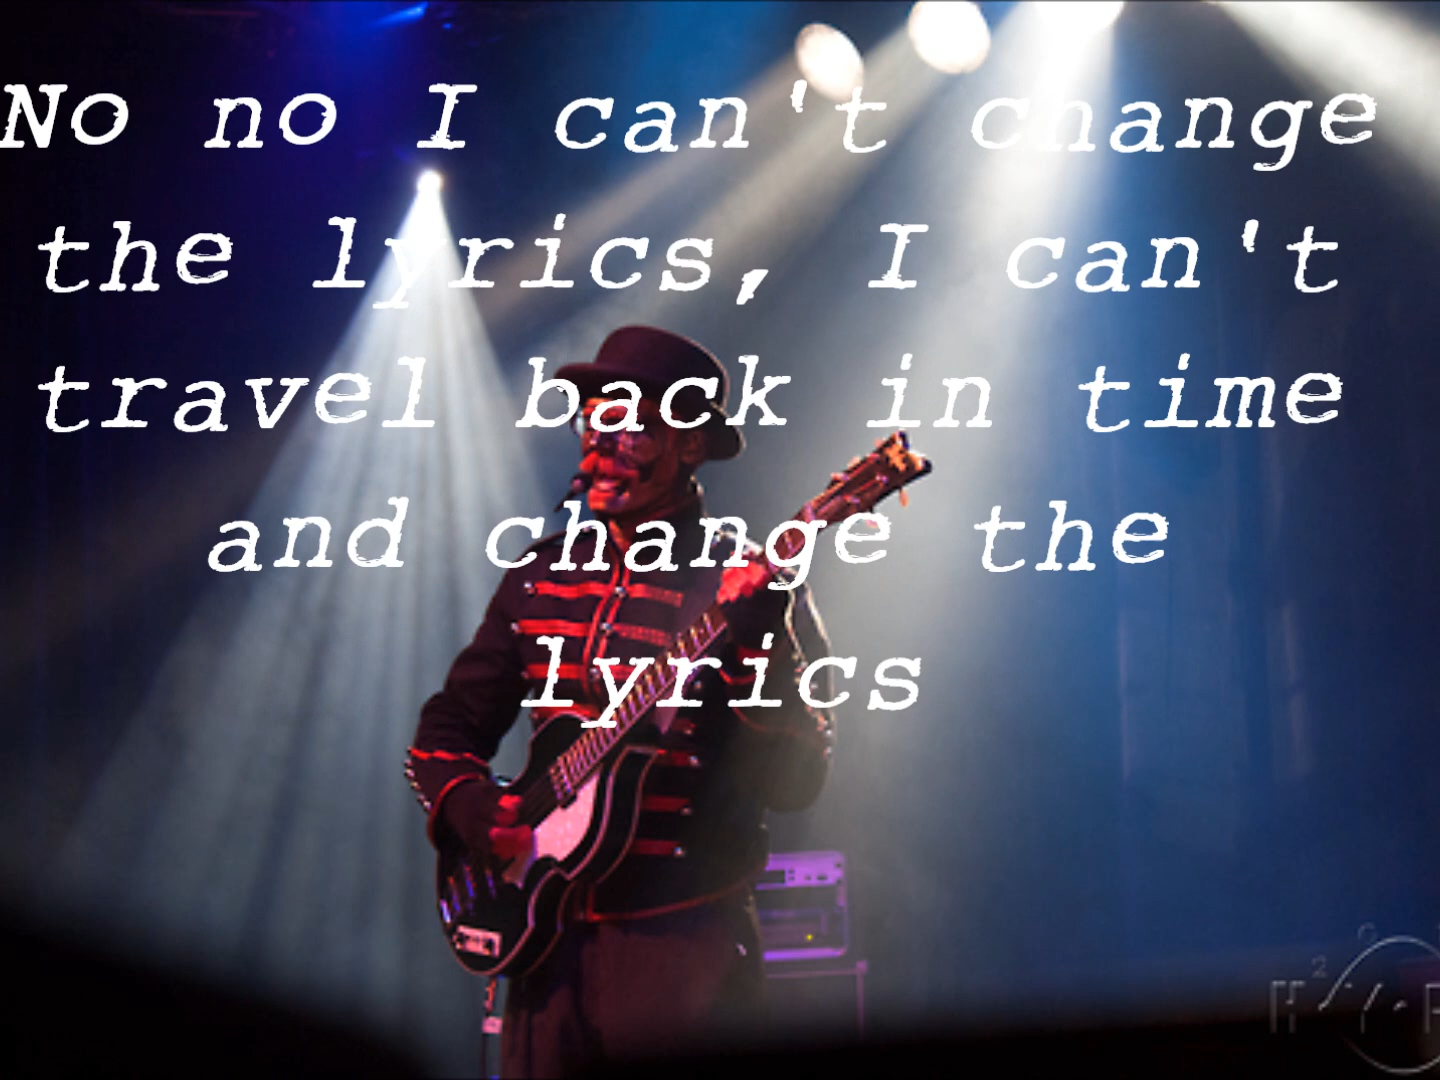 No no I can't change
the lyrics, I can't
travel back in time
and change the
lyrics